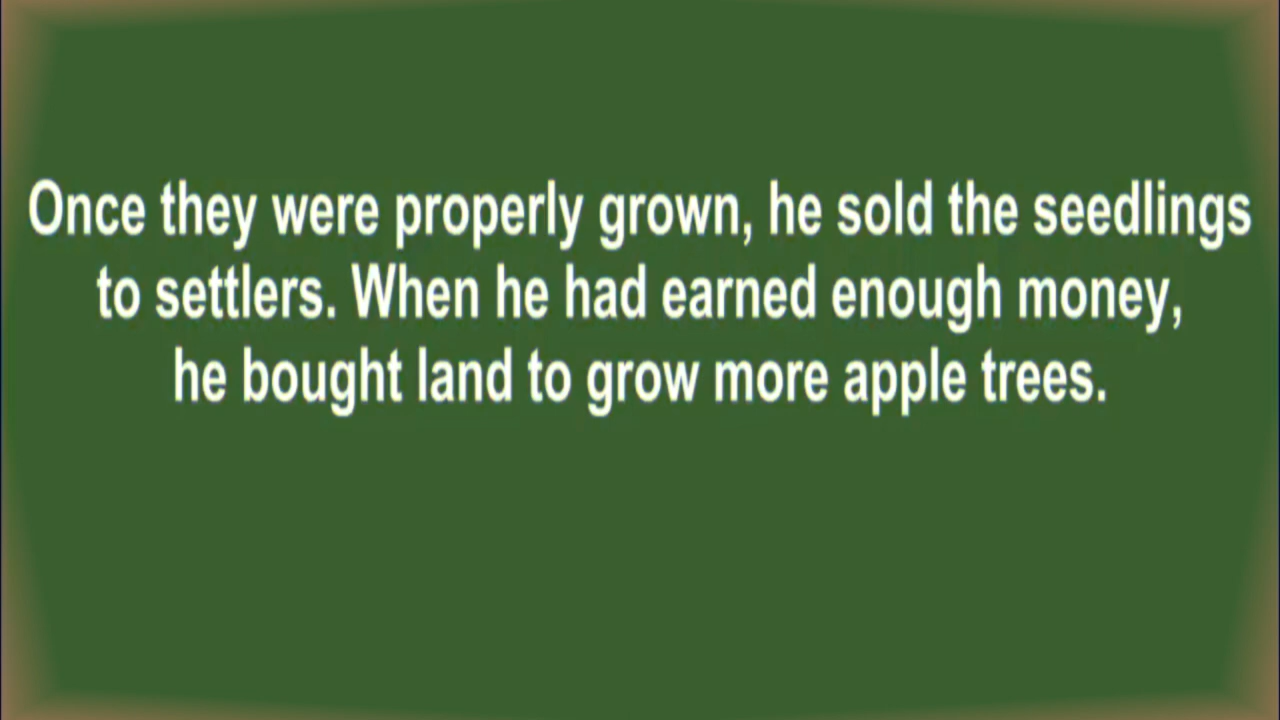 Once they were properly grown, he sold the seedlings
to settlers. When he had earned enough money,
he bought land to grow more apple trees.